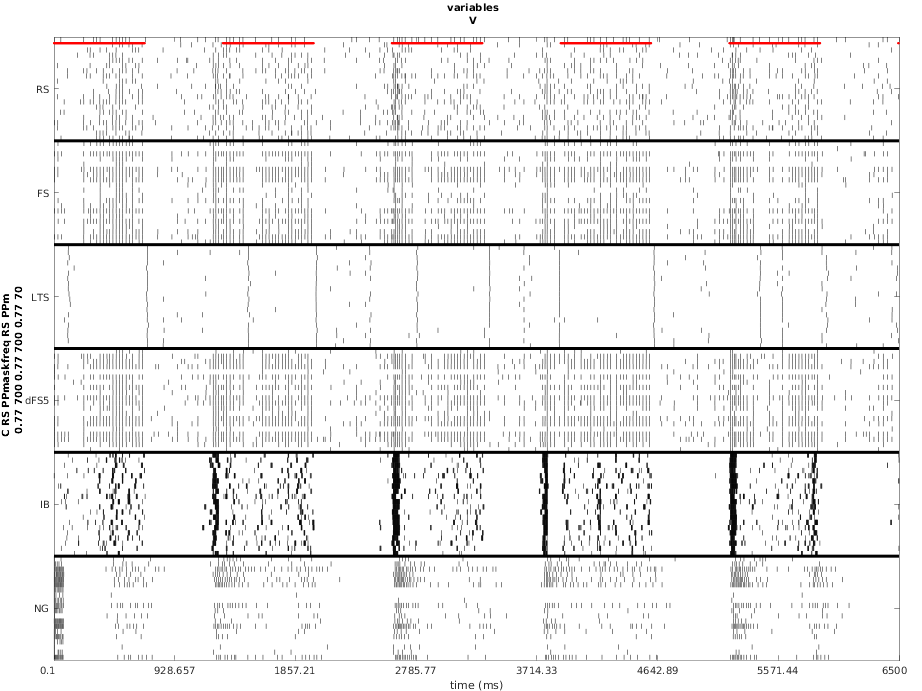 variables
V
RS
FS
LTS
dFS5
IB
NG
C RS PPmaskfreq RS PPm
0.77 700 0.77 700 0.77 70
0.1 928.657 1857.21 2785.77 3714.33 4642.89 5571.44 6500
time (ms)